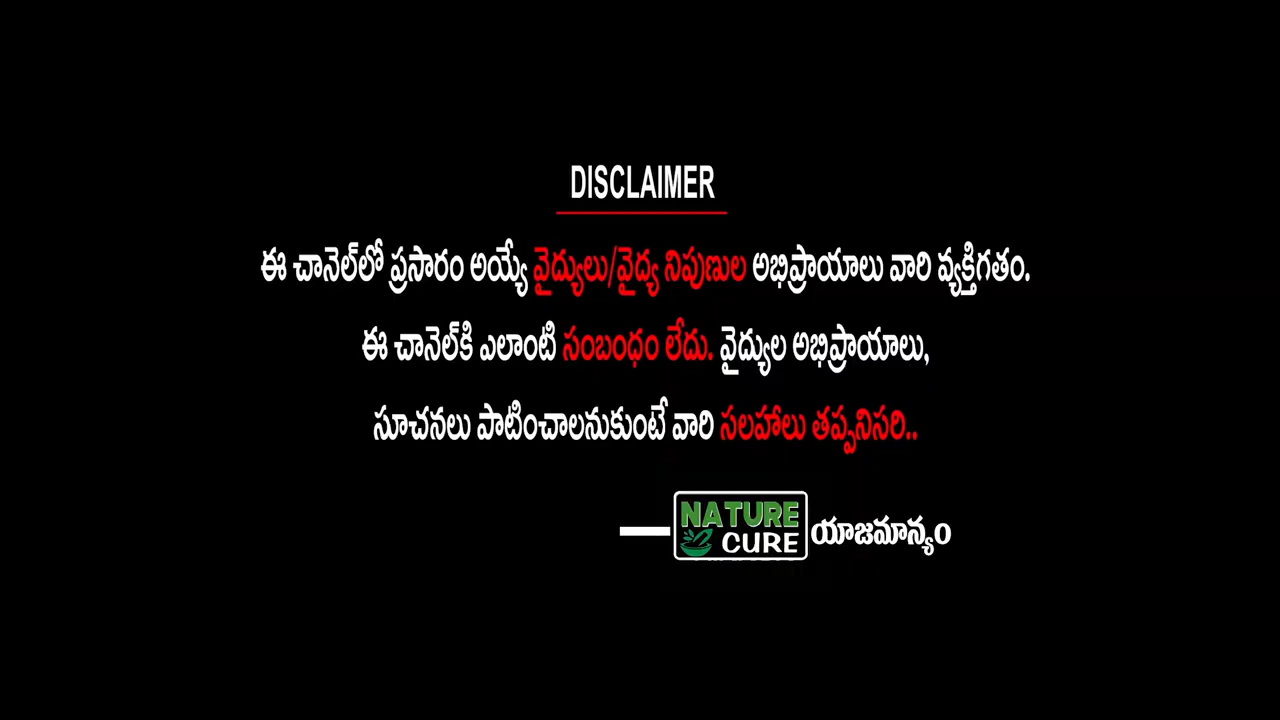 DISCLAIMER
ఈ చానెల్‌లో ప్రసారం అయ్యే వైద్యులు/వైద్య నిపుణుల అభిప్రాయాలు వారి వ్యక్తిగతం.
ఈ చానెల్‌కి ఎలాంటి సంబంధం లేదు. వైద్యుల అభిప్రాయాలు,
సూచనలు పాటించాలనుకుంటే వారి సలహాలు తప్పనిసరి..
— NATURE CURE యాజమాన్యం